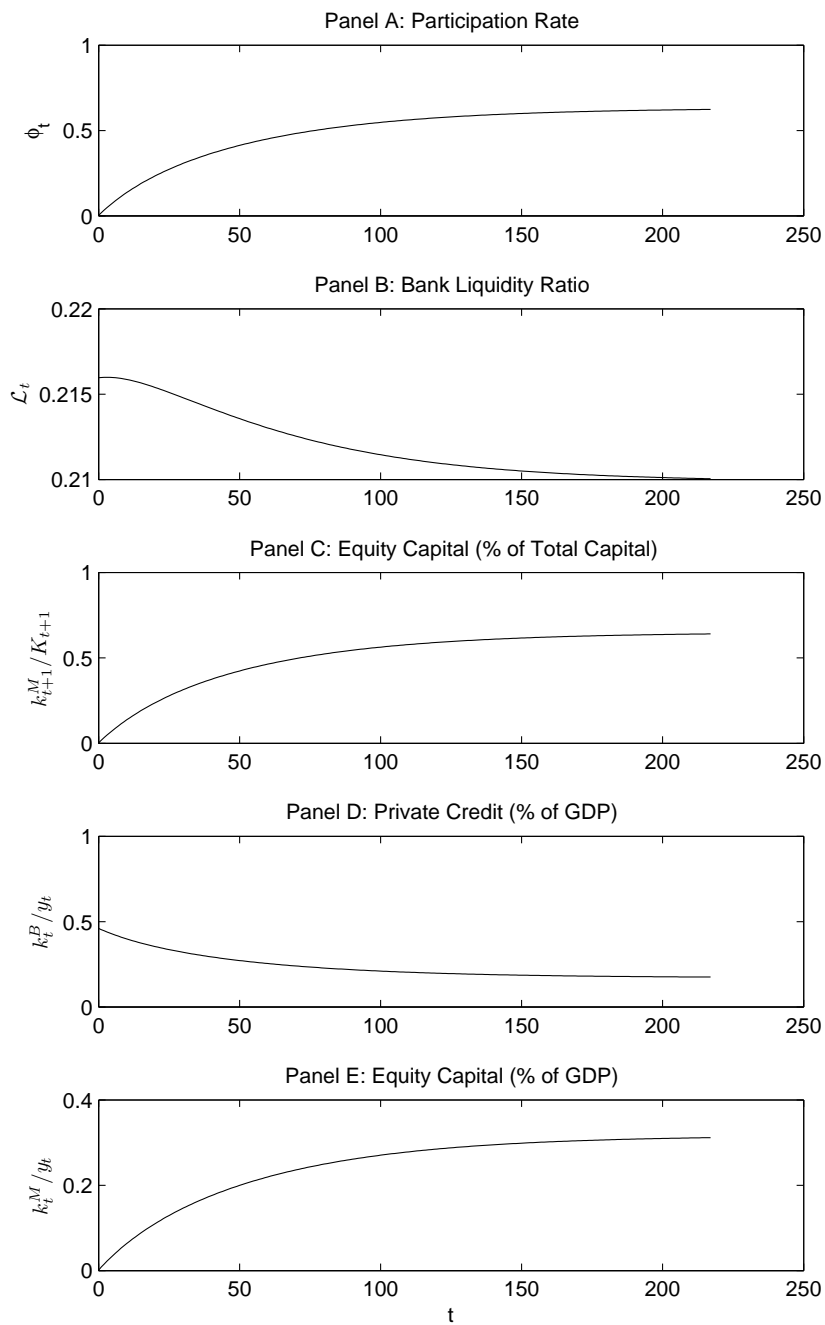 Panel A: Participation Rate
1
0.5
0
ϕ_t
0 50 100 150 200 250
Panel B: Bank Liquidity Ratio
0.22
0.215
0.21
ℒ_t
0 50 100 150 200 250
Panel C: Equity Capital (% of Total Capital)
1
0.5
0
k^M_{t+1}/K_{t+1}
0 50 100 150 200 250
Panel D: Private Credit (% of GDP)
1
0.5
0
k^B_t/y_t
0 50 100 150 200 250
Panel E: Equity Capital (% of GDP)
0.4
0.2
0
k^M_t/y_t
0 50 100 150 200 250
t